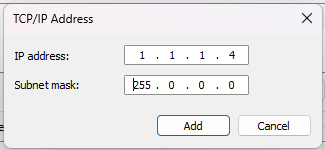 TCP/IP Address
IP address: 1 . 1 . 1 . 4
Subnet mask: 255 . 0 . 0 . 0
Add Cancel